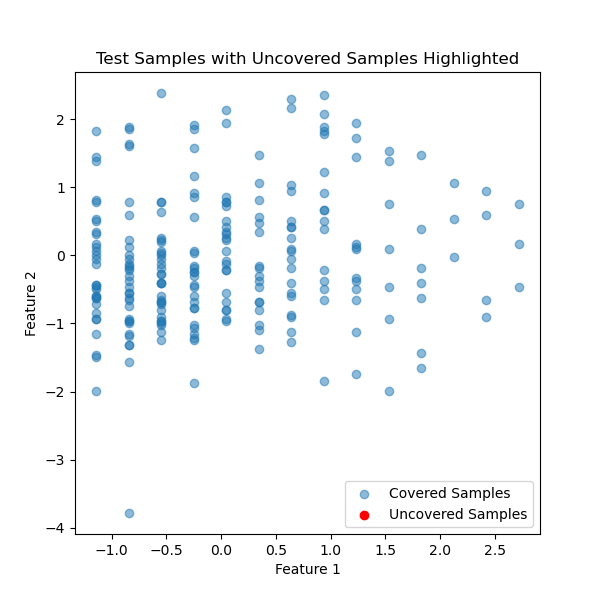 Test Samples with Uncovered Samples Highlighted
2
1
0
−1
−2
−3
−4
Feature 2
Covered Samples
Uncovered Samples
−1.0 −0.5 0.0 0.5 1.0 1.5 2.0 2.5
Feature 1